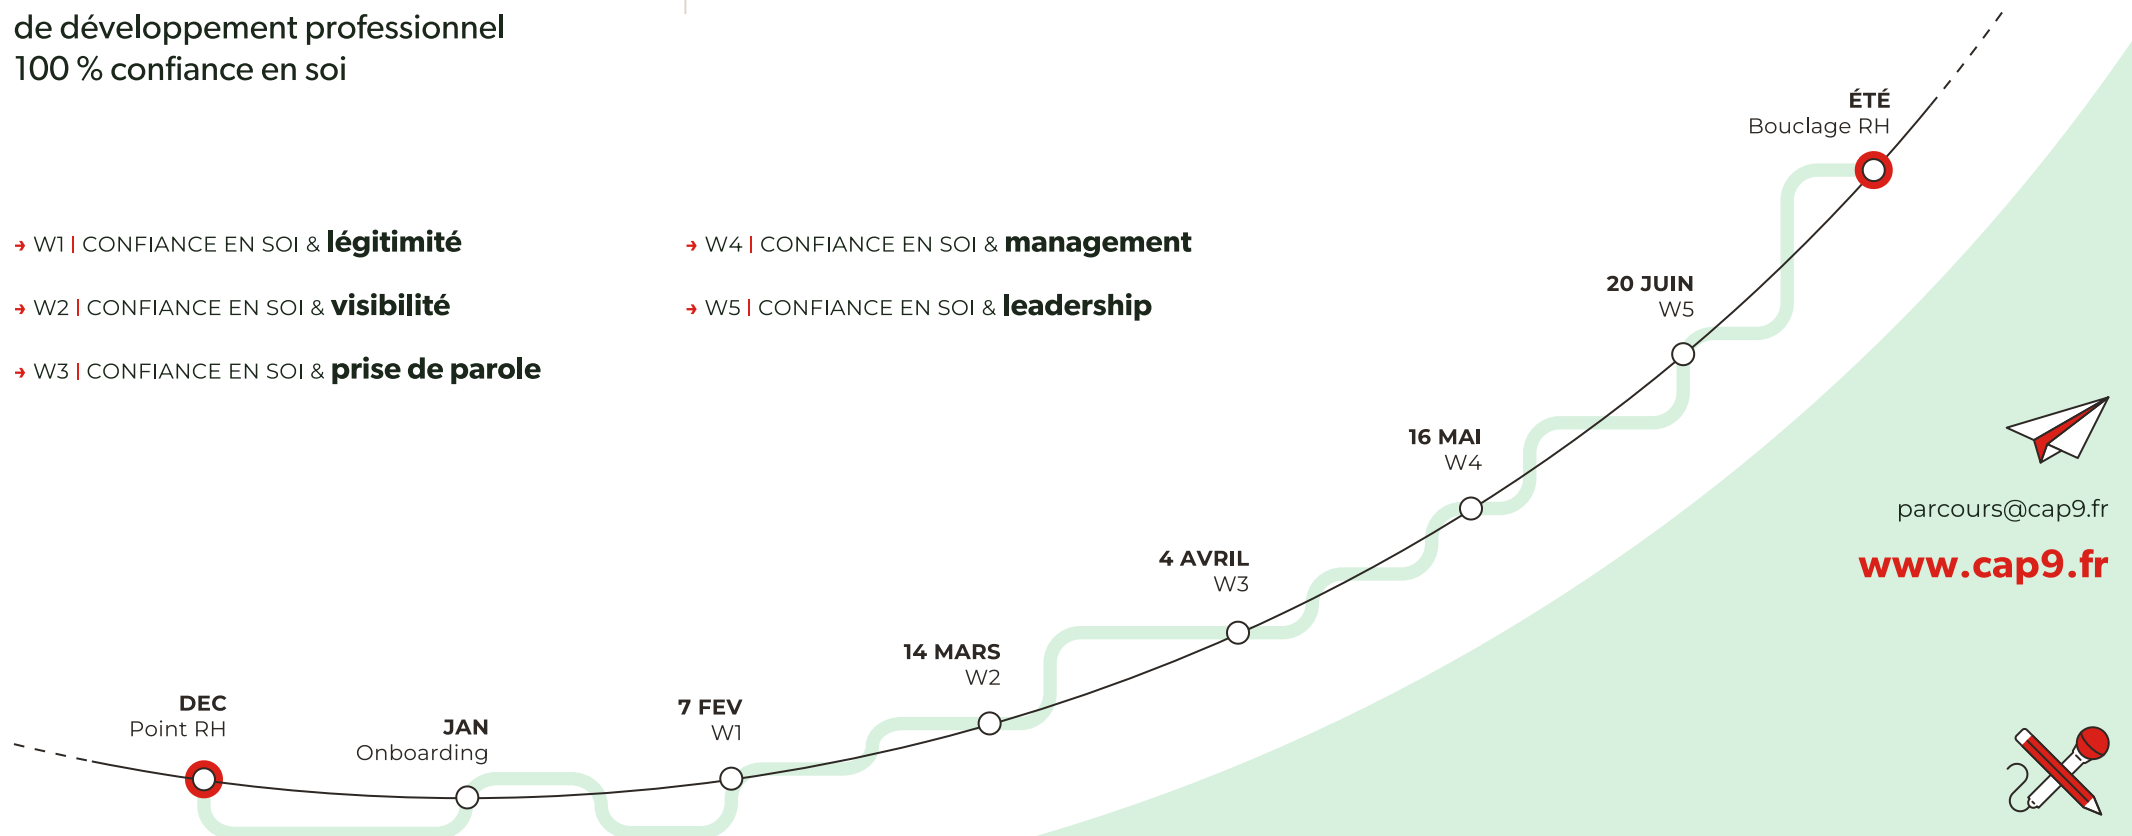 de développement professionnel
100 % confiance en soi
→ W1 | CONFIANCE EN SOI & légitimité
→ W2 | CONFIANCE EN SOI & visibilité
→ W3 | CONFIANCE EN SOI & prise de parole
→ W4 | CONFIANCE EN SOI & management
→ W5 | CONFIANCE EN SOI & leadership
DEC
Point RH
JAN
Onboarding
7 FEV
W1
14 MARS
W2
4 AVRIL
W3
16 MAI
W4
20 JUIN
W5
ÉTÉ
Bouclage RH
parcours@cap9.fr
www.cap9.fr